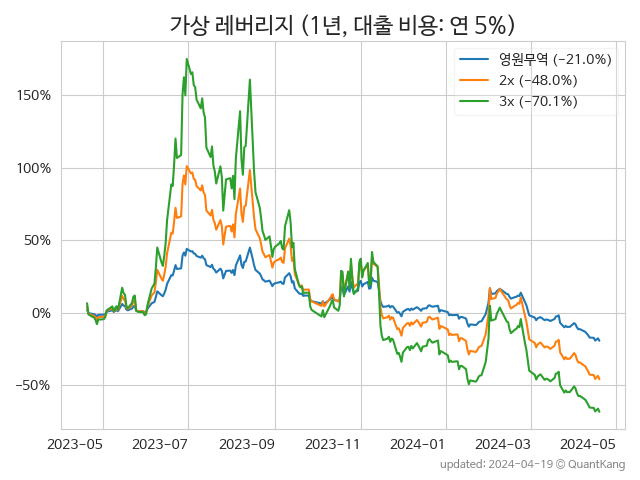 가상 레버리지 (1년, 대출 비용: 연 5%)
영원무역 (−21.0%)
2x (−48.0%)
3x (−70.1%)
150%
100%
50%
0%
−50%
2023-05 2023-07 2023-09 2023-11 2024-01 2024-03 2024-05
updated: 2024-04-19 © QuantKang